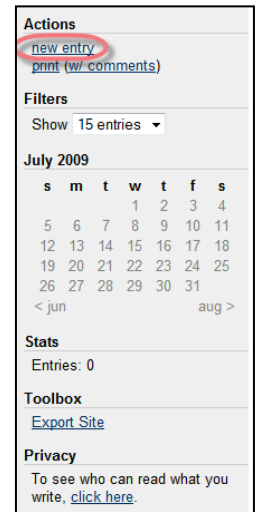 Actions
new entry
print (w/ comments)
Filters
Show 15 entries
July 2009
s m t w t f s
1 2 3 4
5 6 7 8 9 10 11
12 13 14 15 16 17 18
19 20 21 22 23 24 25
26 27 28 29 30 31
< jun aug >
Stats
Entries: 0
Toolbox
Export Site
Privacy
To see who can read what you
write, click here.